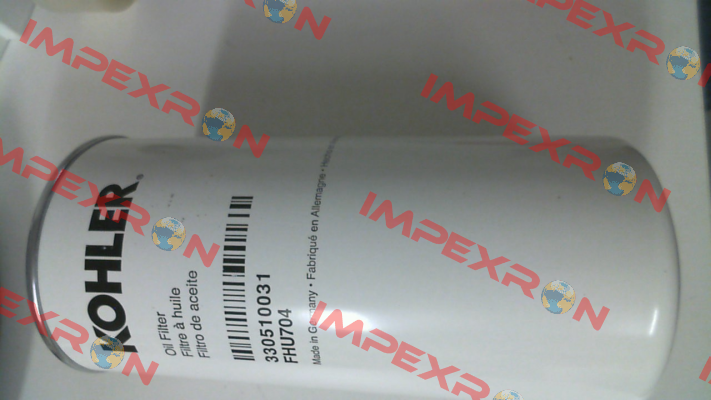 KOHLER
Oil Filter
Filtre à huile
Filtro de aceite
330510031
FHU704
Made in Germany • Fabriqué en Allemagne •
IMPEXRON
IMPEXRON
IMPEXRON
IMPEXRON
IMPEXRON
IMPEXRON